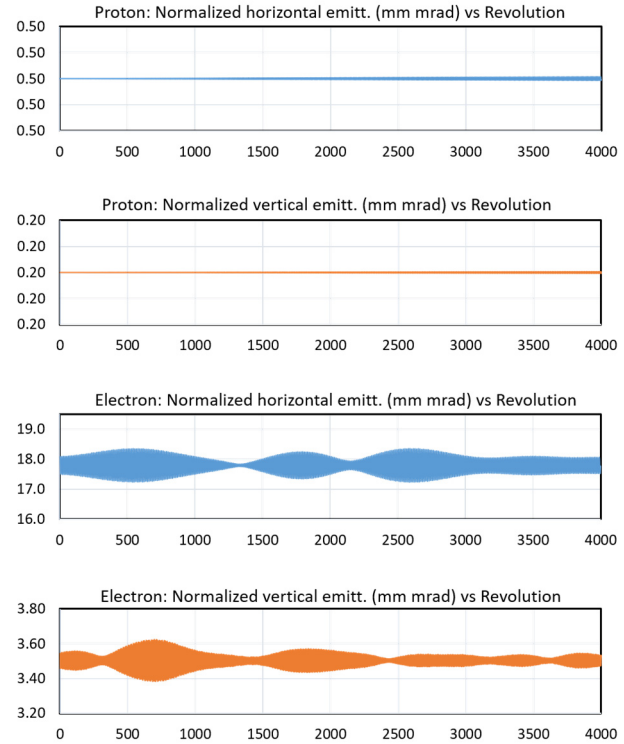 Proton: Normalized horizontal emitt. (mm mrad) vs Revolution
0.50
0.50
0.50
0.50
0.50
0 500 1000 1500 2000 2500 3000 3500 4000
Proton: Normalized vertical emitt. (mm mrad) vs Revolution
0.20
0.20
0.20
0.20
0.20
0 500 1000 1500 2000 2500 3000 3500 4000
Electron: Normalized horizontal emitt. (mm mrad) vs Revolution
19.0
18.0
17.0
16.0
0 500 1000 1500 2000 2500 3000 3500 4000
Electron: Normalized vertical emitt. (mm mrad) vs Revolution
3.80
3.60
3.40
3.20
0 500 1000 1500 2000 2500 3000 3500 4000